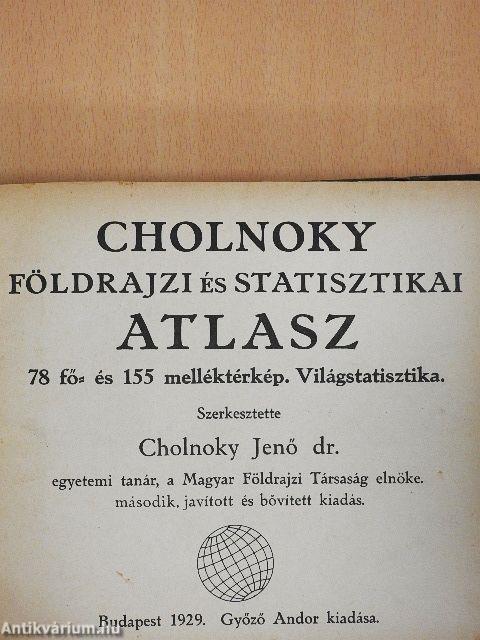 CHOLNOKY
FÖLDRAJZI ÉS STATISZTIKAI
ATLASZ
78 fő= és 155 melléktérkép. Világstatisztika.
Szerkesztette
Cholnoky Jenő dr.
egyetemi tanár, a Magyar Földrajzi Társaság elnöke.
második, javított és bővített kiadás.
Budapest 1929. Győző Andor kiadása.
Antikvárium.hu